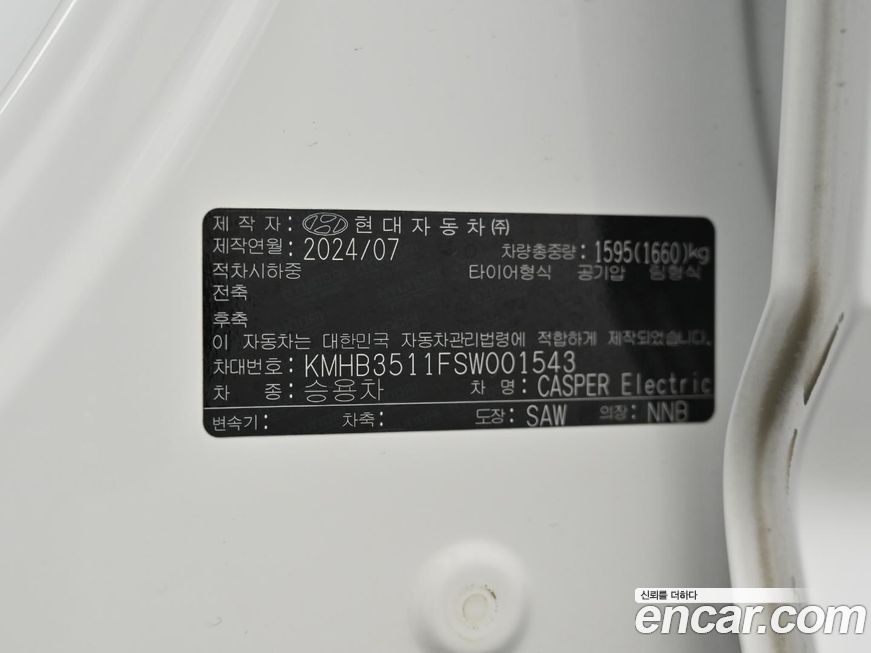 제작자: 현대자동차㈜
제작연월: 2024/07 차량총중량: 1595(1660)kg
적차시하중 타이어형식 공기압 림형식
전축
후축
이 자동차는 대한민국 자동차관리법령에 적합하게 제작되었습니다.
차대번호: KMHB3511FSW001543
차 종: 승용차 차 명: CASPER Electric
변속기: 차축: 도장: SAW 의장: NNB
신뢰를 더하다
encar.com